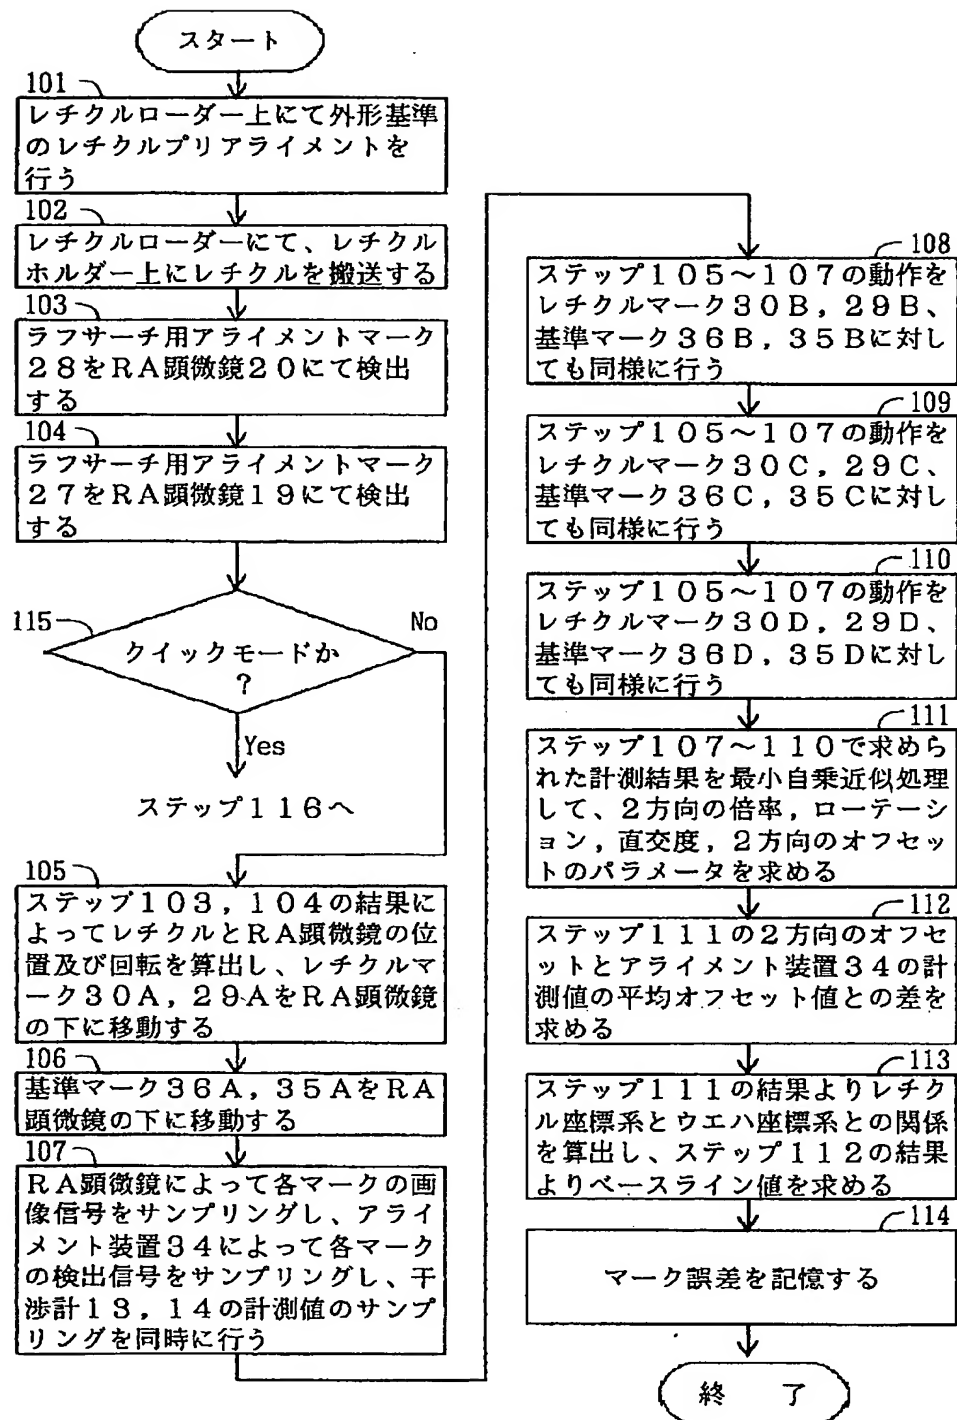 スタート
101
レチクルローダー上にて外形基準
のレチクルプリアライメントを
行う
102
レチクルローダーにて、レチクル
ホルダー上にレチクルを搬送する
103
ラフサーチ用アライメントマーク
28をRA顕微鏡20にて検出
する
104
ラフサーチ用アライメントマーク
27をRA顕微鏡19にて検出
する
115
No
クイックモードか
?
Yes
ステップ116へ
105
ステップ103,104の結果に
よってレチクルとRA顕微鏡の位
置及び回転を算出し、レチクルマ
ーク30A,29AをRA顕微鏡
の下に移動する
106
基準マーク36A,35AをRA
顕微鏡の下に移動する
107
RA顕微鏡によって各マークの画
像信号をサンプリングし、アライ
メント装置34によって各マーク
の検出信号をサンプリングし、干
渉計13,14の計測値のサンプ
リングを同時に行う
108
ステップ105~107の動作を
レチクルマーク30B,29B、
基準マーク36B,35Bに対し
ても同様に行う
109
ステップ105~107の動作を
レチクルマーク30C,29C、
基準マーク36C,35Cに対し
ても同様に行う
110
ステップ105~107の動作を
レチクルマーク30D,29D、
基準マーク36D,35Dに対し
ても同様に行う
111
ステップ107~110で求めら
れた計測結果を最小自乗近似処理
して、2方向の倍率,ローテーシ
ョン,直交度,2方向のオフセッ
トのパラメータを求める
112
ステップ111の2方向のオフセ
ットとアライメント装置34の計
測値の平均オフセット値との差を
求める
113
ステップ111の結果よりレチク
ル座標系とウエハ座標系との関係
を算出し、ステップ112の結果
よりベースライン値を求める
114
マーク誤差を記憶する
終 了